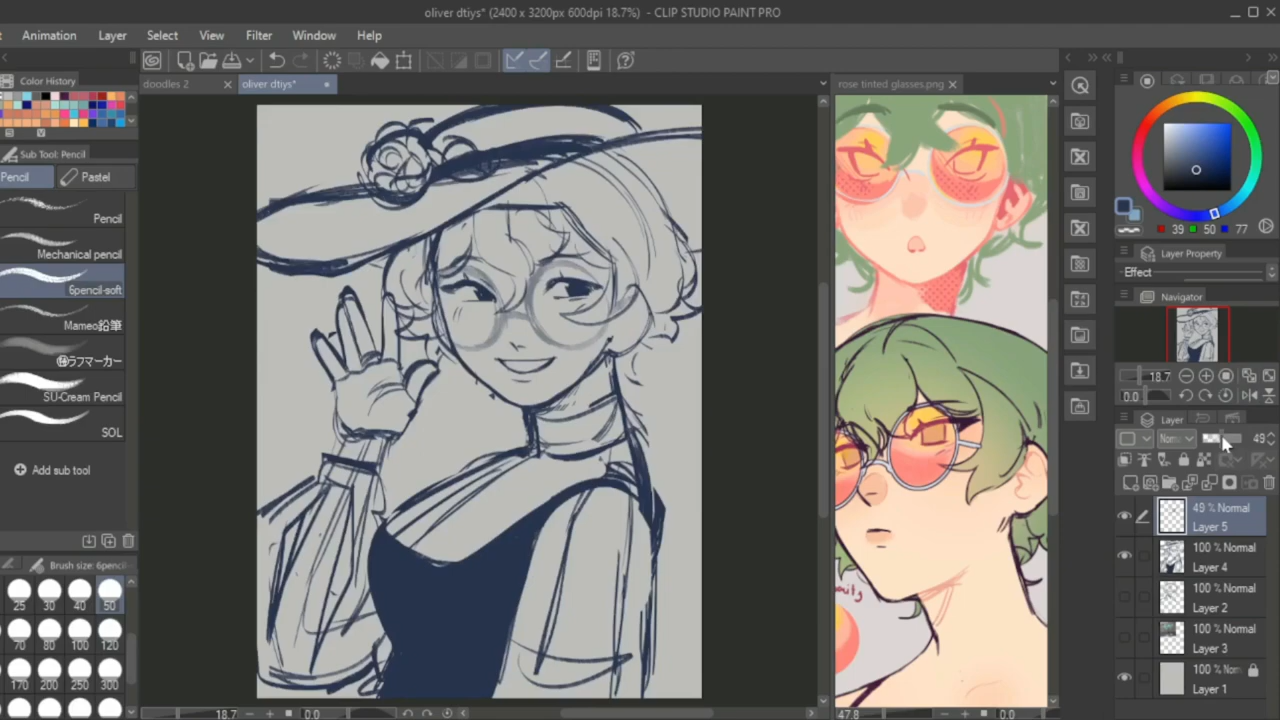 oliver dtiys* (2400 x 3200px 600dpi 18.7%) - CLIP STUDIO PAINT PRO
Animation Layer Select View Filter Window Help
Color History
doodles 2
oliver dtiys*
rose tinted glasses.png
Sub Tool: Pencil
Pencil
Pastel
Pencil
Mechanical pencil
6pencil-soft
Mameo鉛筆
SU-Cream Pencil
SOL
Add sub tool
Brush size: 6pencil
25 30 40 50
70 80 100 120
170 200 250 300
18.7
0.0
47.8
0.0
39 50 77
Layer Property
Effect
Navigator
18.7
0.0
Layer
49
49 % Normal
Layer 5
100 % Normal
Layer 4
100 % Normal
Layer 2
100 % Normal
Layer 3
100 %
Layer 1